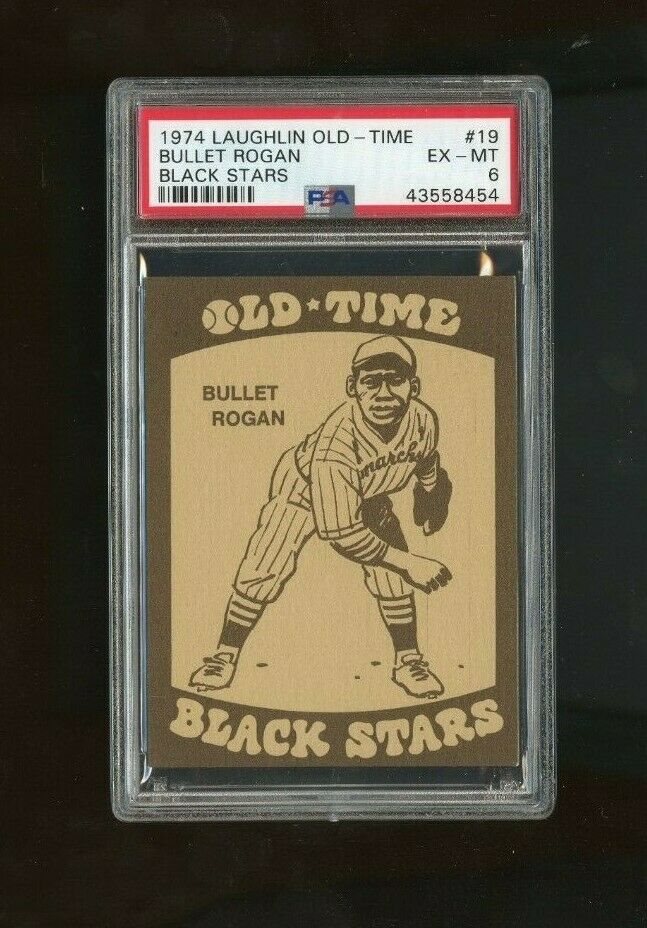 1974 LAUGHLIN OLD-TIME #19
BULLET ROGAN EX-MT
BLACK STARS 6
PSA 43558454
OLD TIME
BULLET
ROGAN
monarchs
BLACK STARS